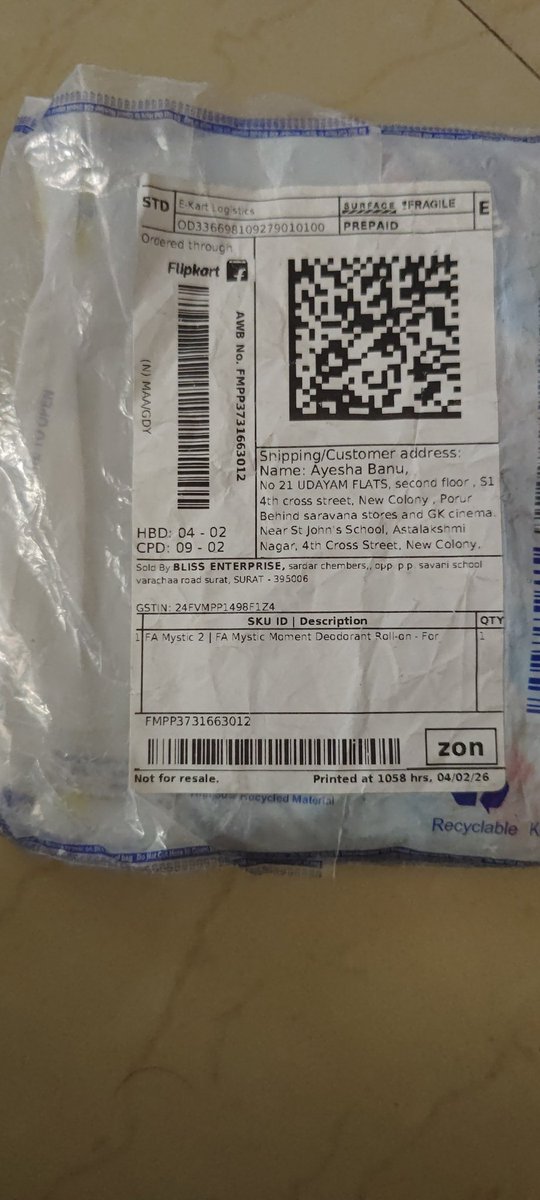 STD
E-Kart Logistics
SURFACE
FRAGILE
E
OD336698109279010100
PREPAID
Ordered through
Flipkart
AWB No. FMPP3731663012
(N) MAA/GDY
HBD: 04 - 02
CPD: 09 - 02
Shipping/Customer address:
Name: Ayesha Banu,
No 21 UDAYAM FLATS, second floor , S1
4th cross street, New Colony , Porur
Behind saravana stores and GK cinema.
Near St John's School, Astalakshmi
Nagar, 4th Cross Street, New Colony,
Sold By BLISS ENTERPRISE, sardar chembers,, opp. p.p. savani school
varachaa road surat, SURAT - 395006
GSTIN: 24FVMPP1498F1Z4
SKU ID | Description
QTY
1 FA Mystic 2 | FA Mystic Moment Deodorant Roll-on - For
1
FMPP3731663012
zon
Not for resale.
Printed at 1058 hrs, 04/02/26
Recycled Material
Recyclable
TO OPEN